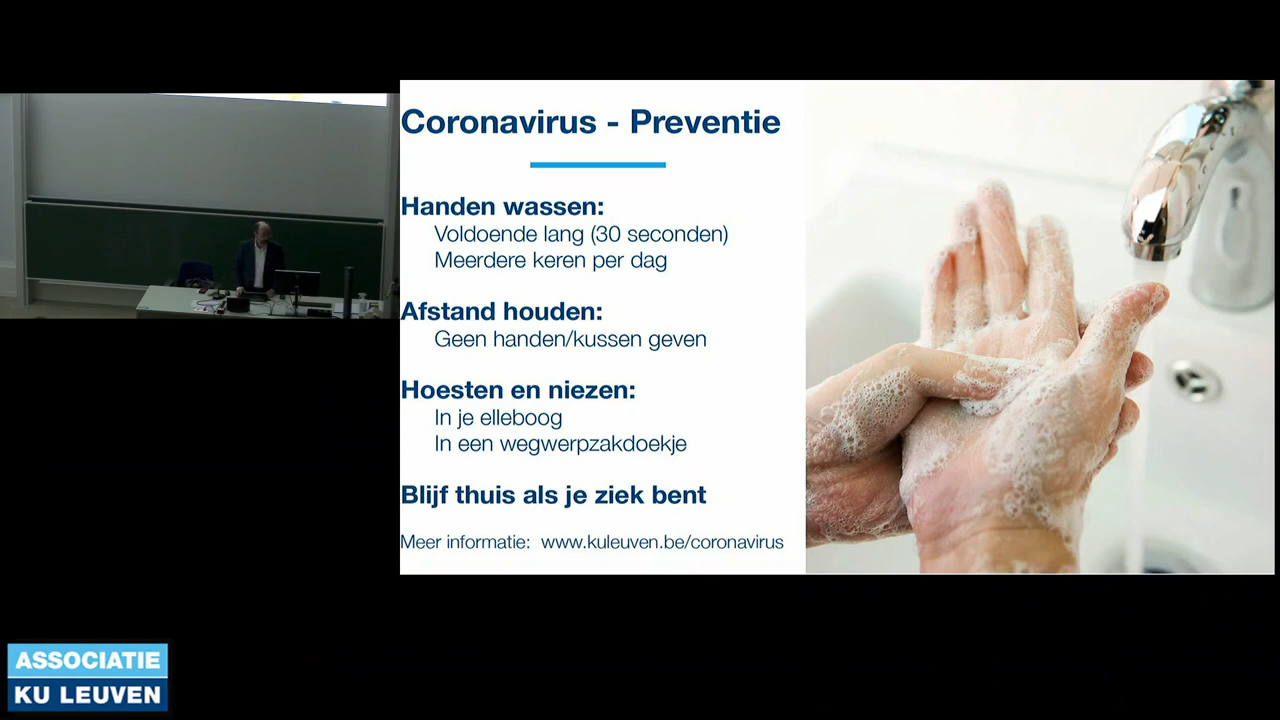 Coronavirus - Preventie
Handen wassen:
Voldoende lang (30 seconden)
Meerdere keren per dag
Afstand houden:
Geen handen/kussen geven
Hoesten en niezen:
In je elleboog
In een wegwerpzakdoekje
Blijf thuis als je ziek bent
Meer informatie: www.kuleuven.be/coronavirus
ASSOCIATIE
KU LEUVEN